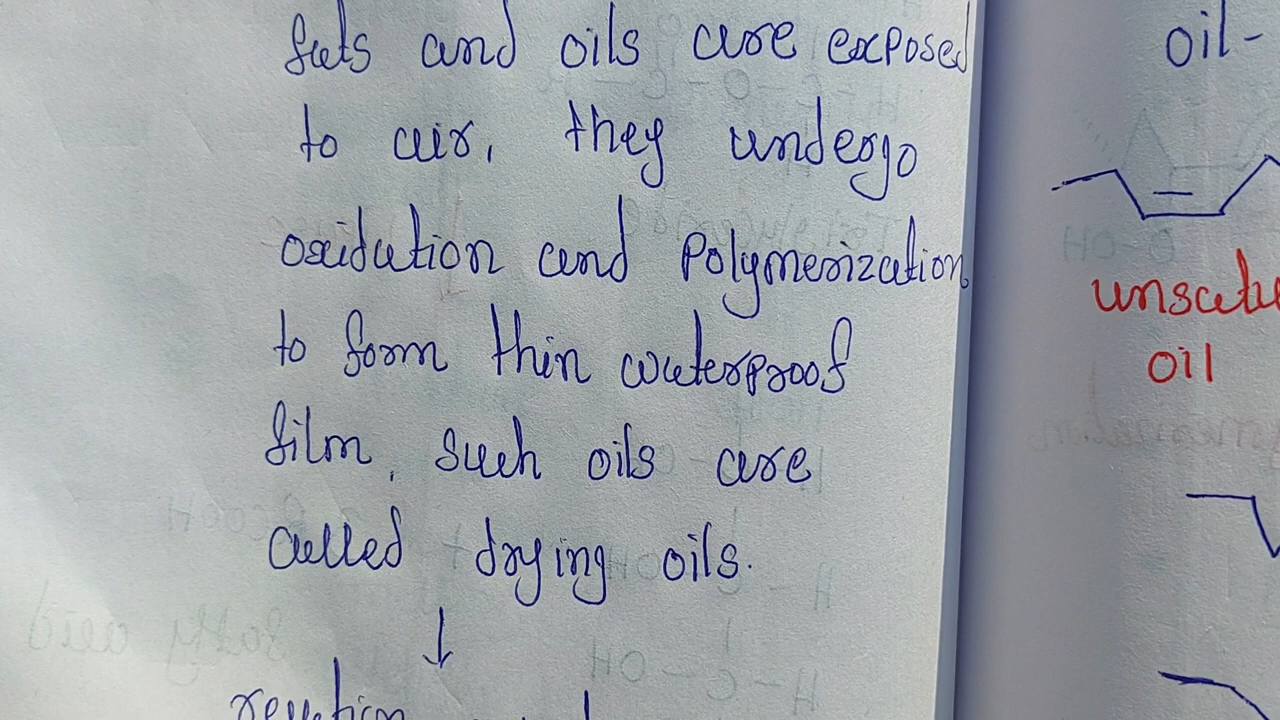 fats and oils are exposed
to air, they undergo
oxidation and Polymerization
to form thin waterproof
film, such oils are
called drying oils.
↓
reaction
oil-
oil